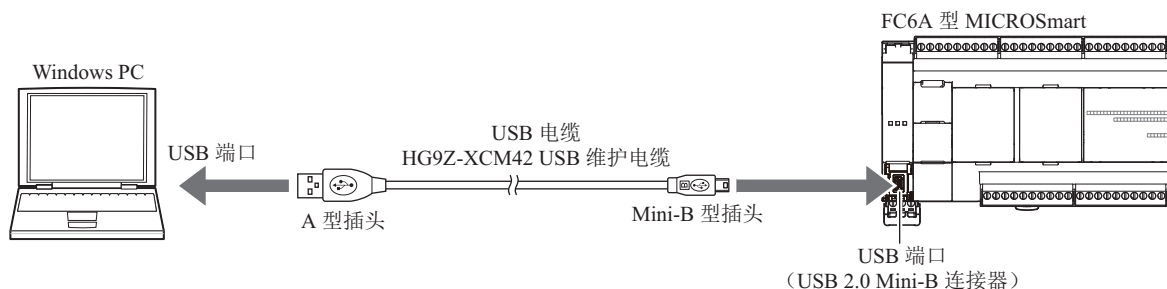 FC6A 型 MICROSmart
Windows PC
USB 电缆
HG9Z-XCM42 USB 维护电缆
USB 端口
A 型插头
Mini-B 型插头
USB 端口
（USB 2.0 Mini-B 连接器）